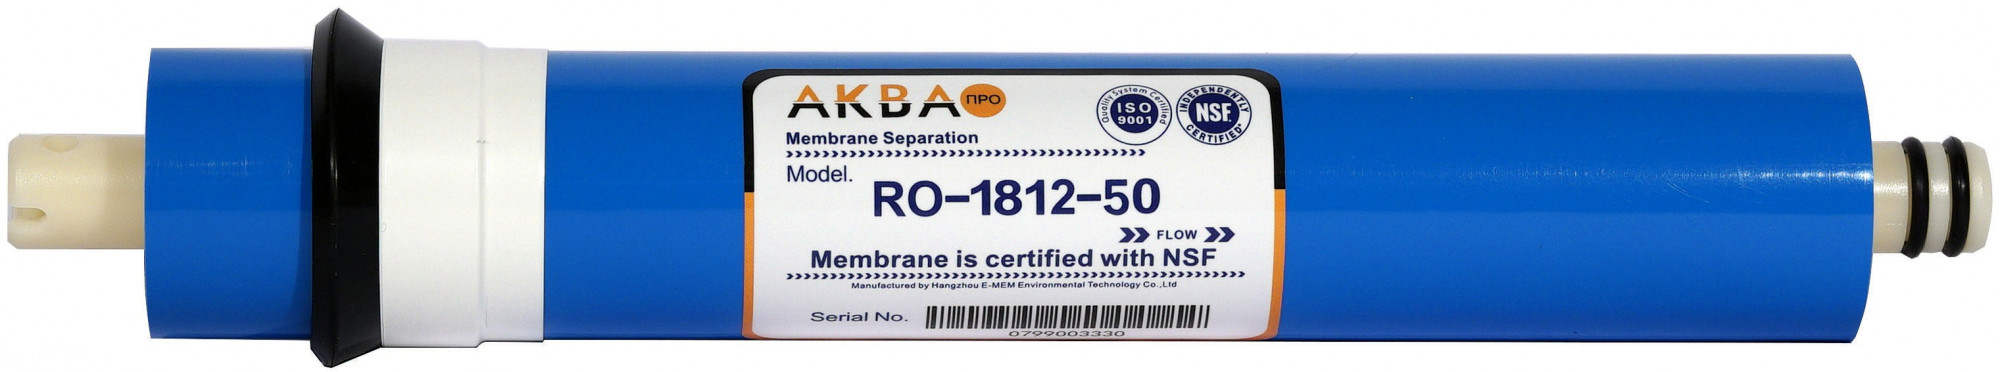 АКВА ПРО
Quality System Certified
ISO
9001
INDEPENDENTLY
NSF®
CERTIFIED
Membrane Separation
Model.
RO-1812-50
FLOW
Membrane is certified with NSF
Manufactured by Hangzhou E-MEM Environmental Technology Co.,Ltd
Serial No.
0799003330